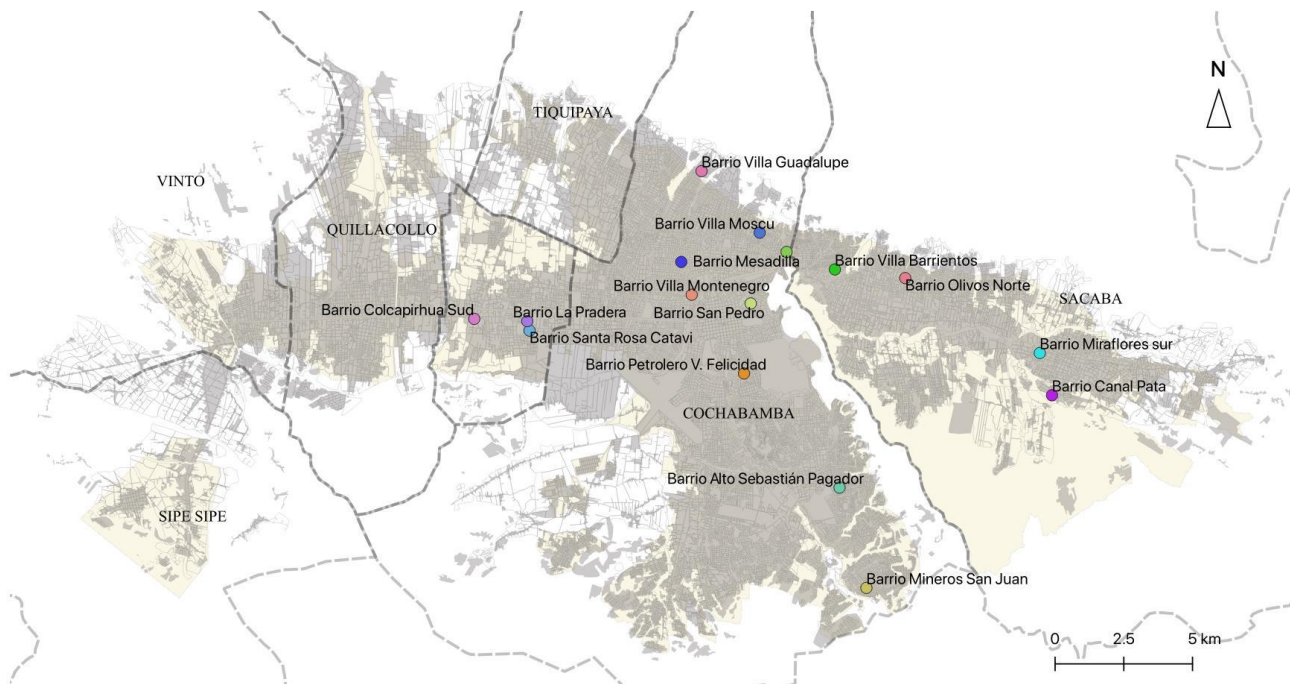 N
TIQUIPAYA
Barrio Villa Guadalupe
VINTO
Barrio Villa Moscu
QUILLACOLLO
Barrio Mesadilla
Barrio Villa Barrientos
Barrio Villa Montenegro
Barrio Olivos Norte
SACABA
Barrio Colcapirhua Sud
Barrio La Pradera
Barrio San Pedro
Barrio Santa Rosa Catavi
Barrio Miraflores sur
Barrio Petrolero V. Felicidad
Barrio Canal Pata
COCHABAMBA
Barrio Alto Sebastián Pagador
SIPE SIPE
Barrio Mineros San Juan
0 2.5 5 km